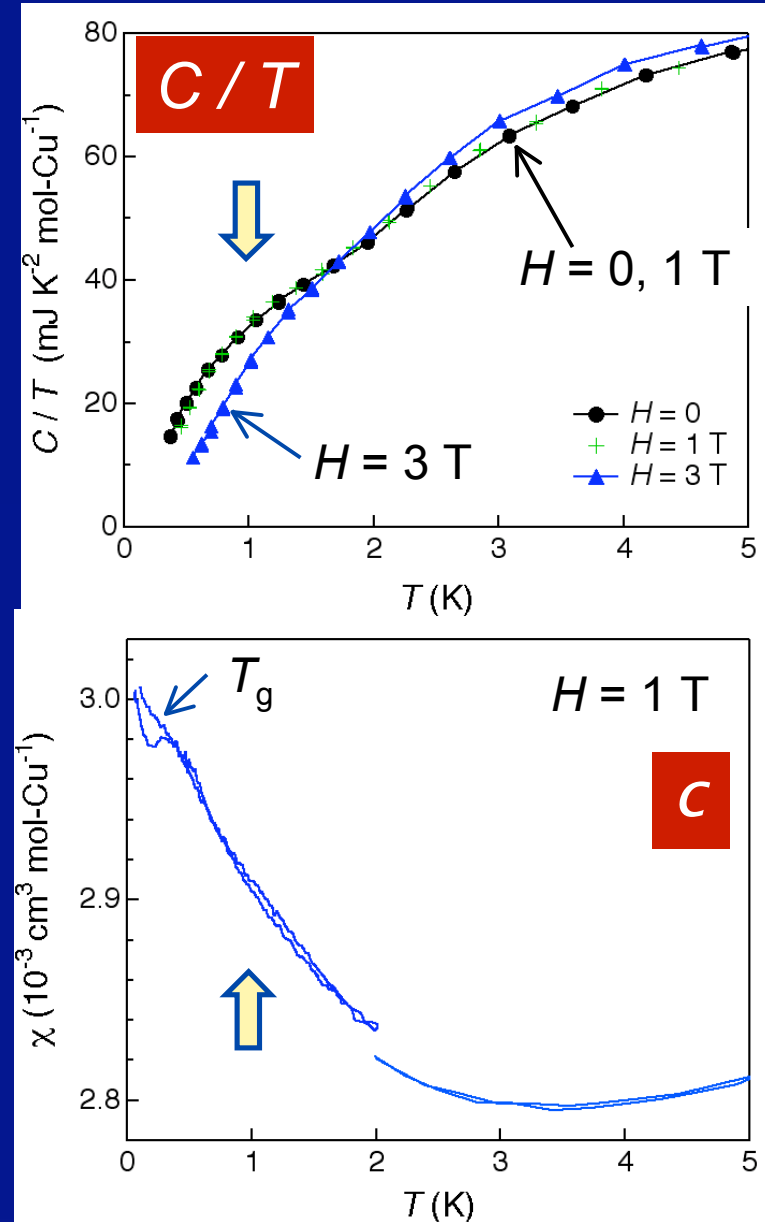 C / T
H = 0, 1 T
H = 3 T
H = 0
H = 1 T
H = 3 T
C / T (mJ K⁻² mol-Cu⁻¹)
80
60
40
20
0
0 1 2 3 4 5
T (K)
Tg
H = 1 T
c
χ (10⁻³ cm³ mol-Cu⁻¹)
3.0
2.9
2.8
0 1 2 3 4 5
T (K)